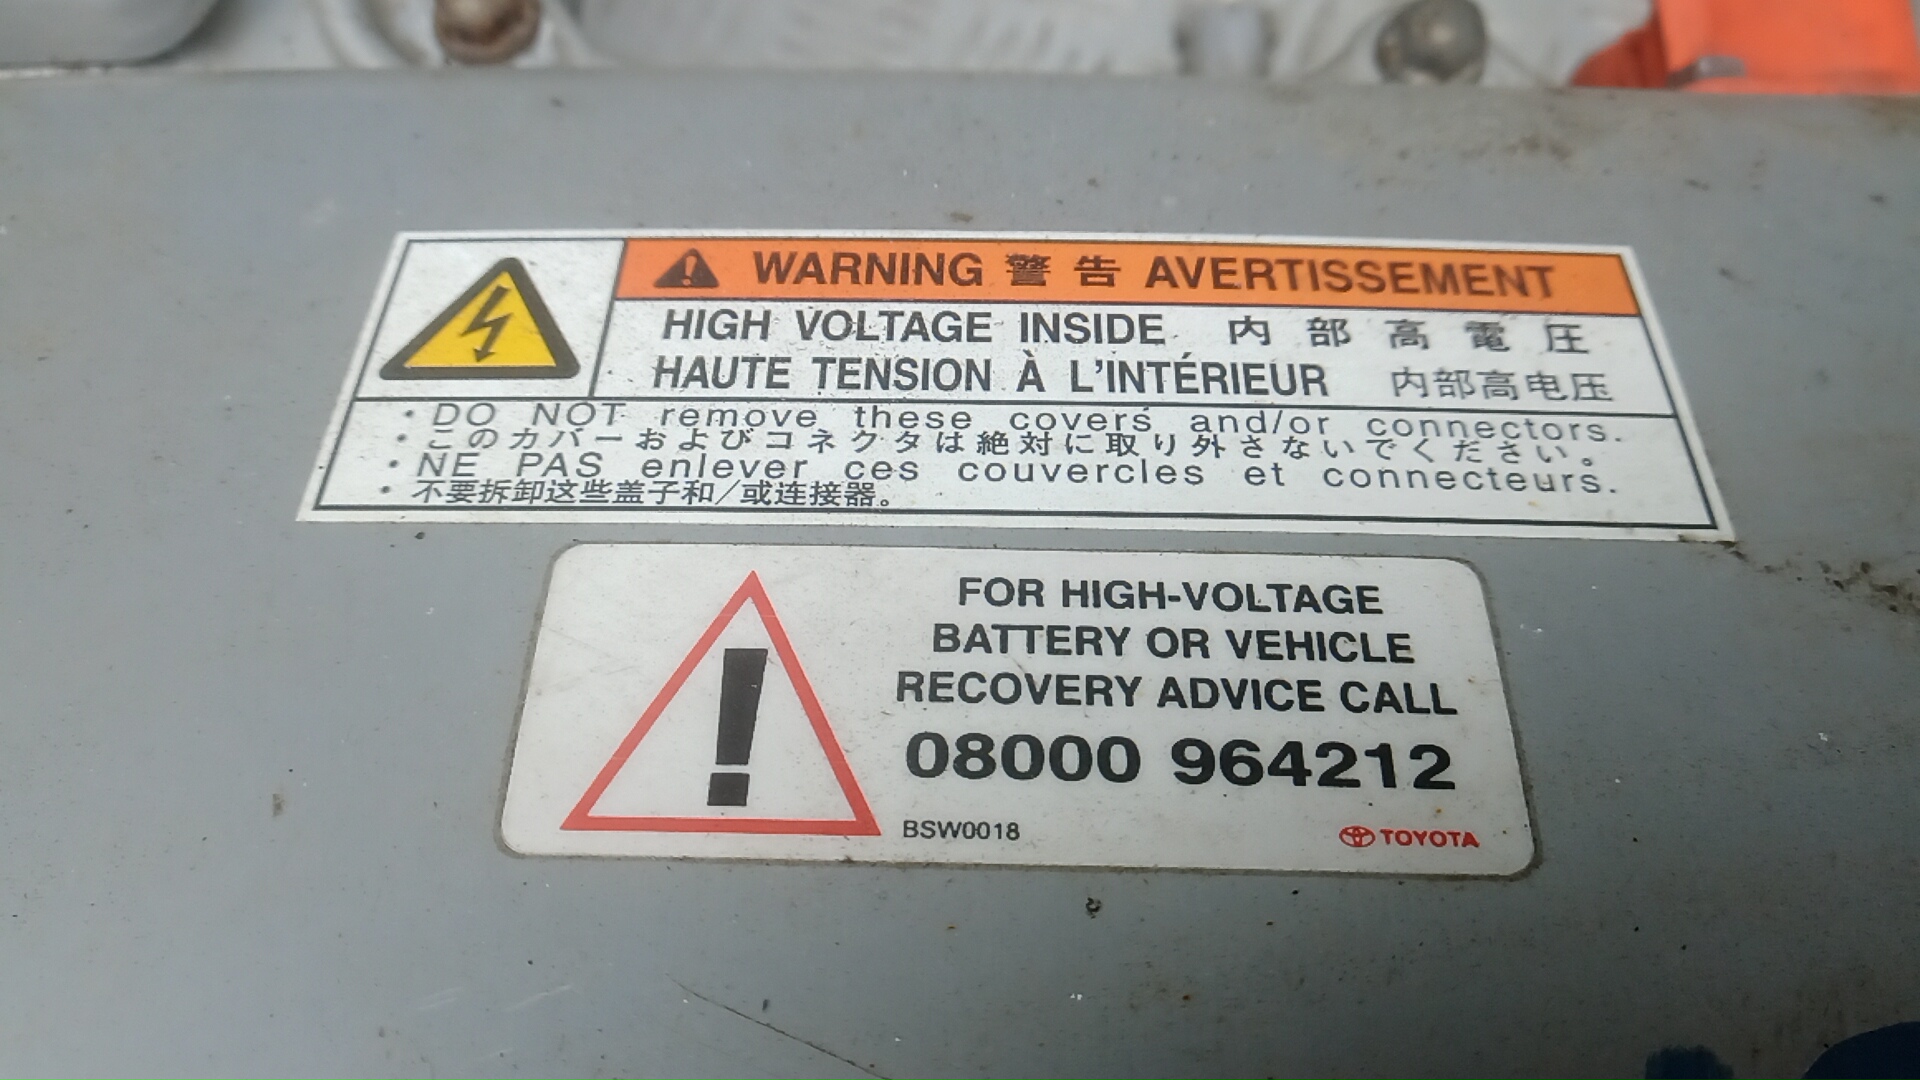 WARNING 警告 AVERTISSEMENT
HIGH VOLTAGE INSIDE 内部高電圧
HAUTE TENSION À L'INTÉRIEUR 内部高电压
・DO NOT remove these covers and/or connectors.
・このカバーおよびコネクタは絶対に取り外さないでください。
・NE PAS enlever ces couvercles et connecteurs.
・不要拆卸这些盖子和/或连接器。
FOR HIGH-VOLTAGE
BATTERY OR VEHICLE
RECOVERY ADVICE CALL
08000 964212
BSW0018
TOYOTA